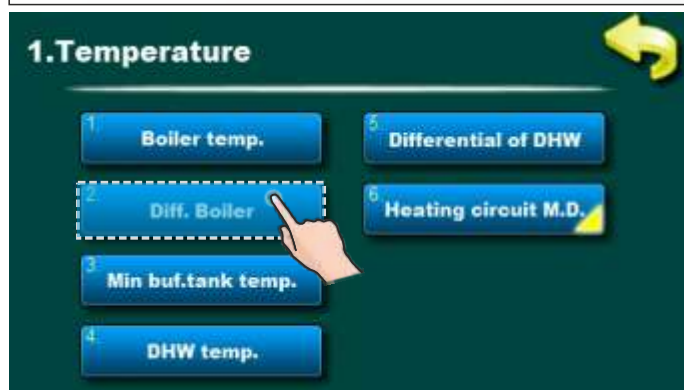 1.Temperature
1.
Boiler temp.
2.
Diff. Boiler
3.
Min buf.tank temp.
4.
DHW temp.
5
Differential of DHW
6
Heating circuit M.D.